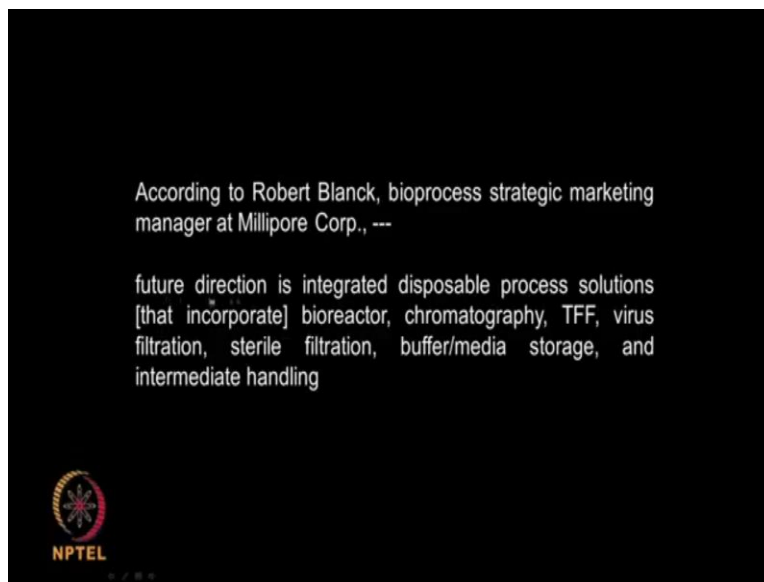 According to Robert Blanck, bioprocess strategic marketing
manager at Millipore Corp., ---
future direction is integrated disposable process solutions
[that incorporate] bioreactor, chromatography, TFF, virus
filtration, sterile filtration, buffer/media storage, and
intermediate handling
NPTEL